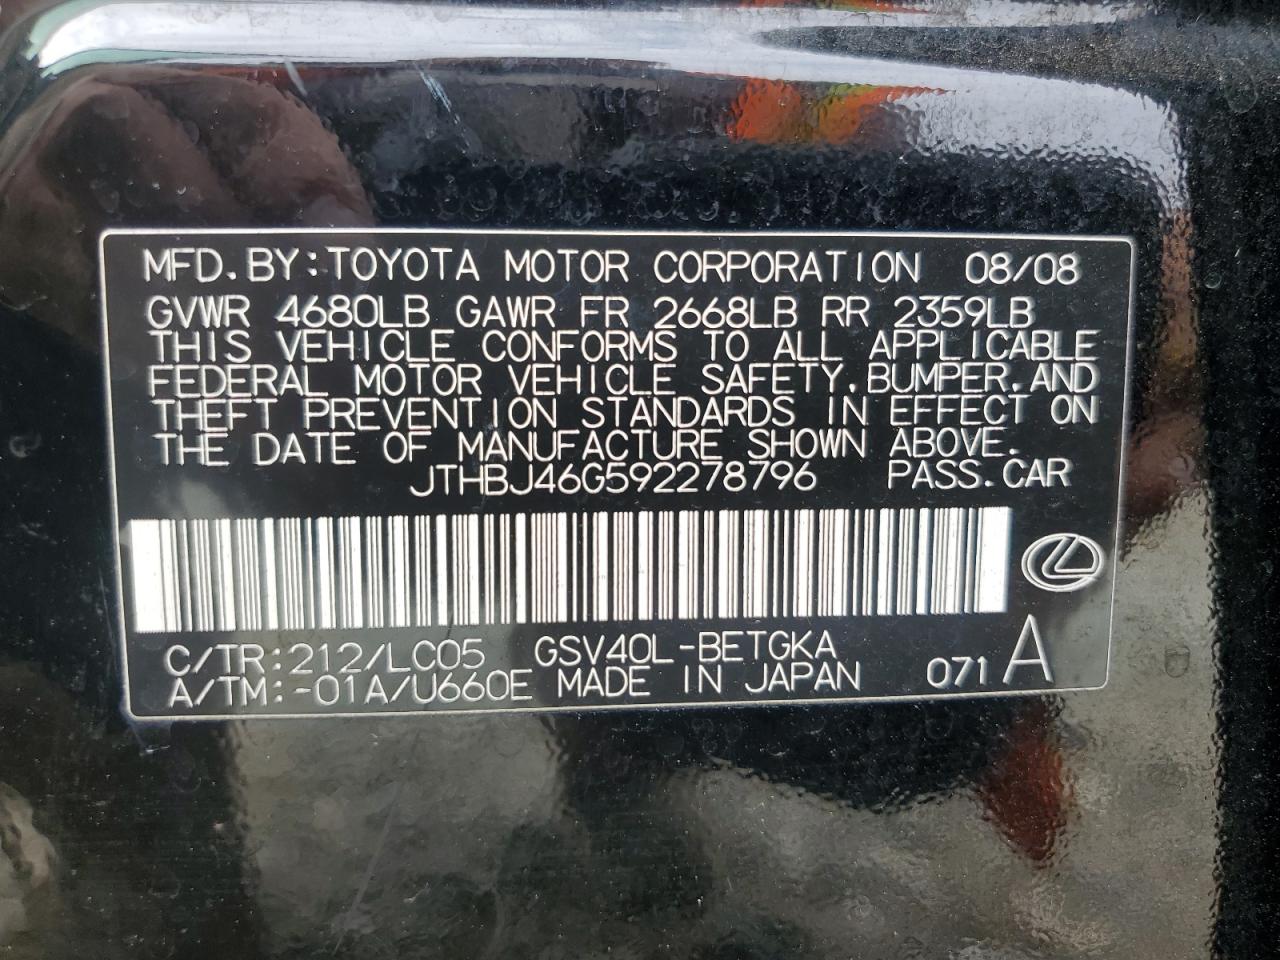 MFD.BY:TOYOTA MOTOR CORPORATION 08/08
GVWR 4680LB GAWR FR 2668LB RR 2359LB
THIS VEHICLE CONFORMS TO ALL APPLICABLE
FEDERAL MOTOR VEHICLE SAFETY,BUMPER,AND
THEFT PREVENTION STANDARDS IN EFFECT ON
THE DATE OF MANUFACTURE SHOWN ABOVE.
JTHBJ46G592278796 PASS.CAR
C/TR:212/LC05 GSV40L-BETGKA
A/TM:-01A/U660E MADE IN JAPAN 071 A